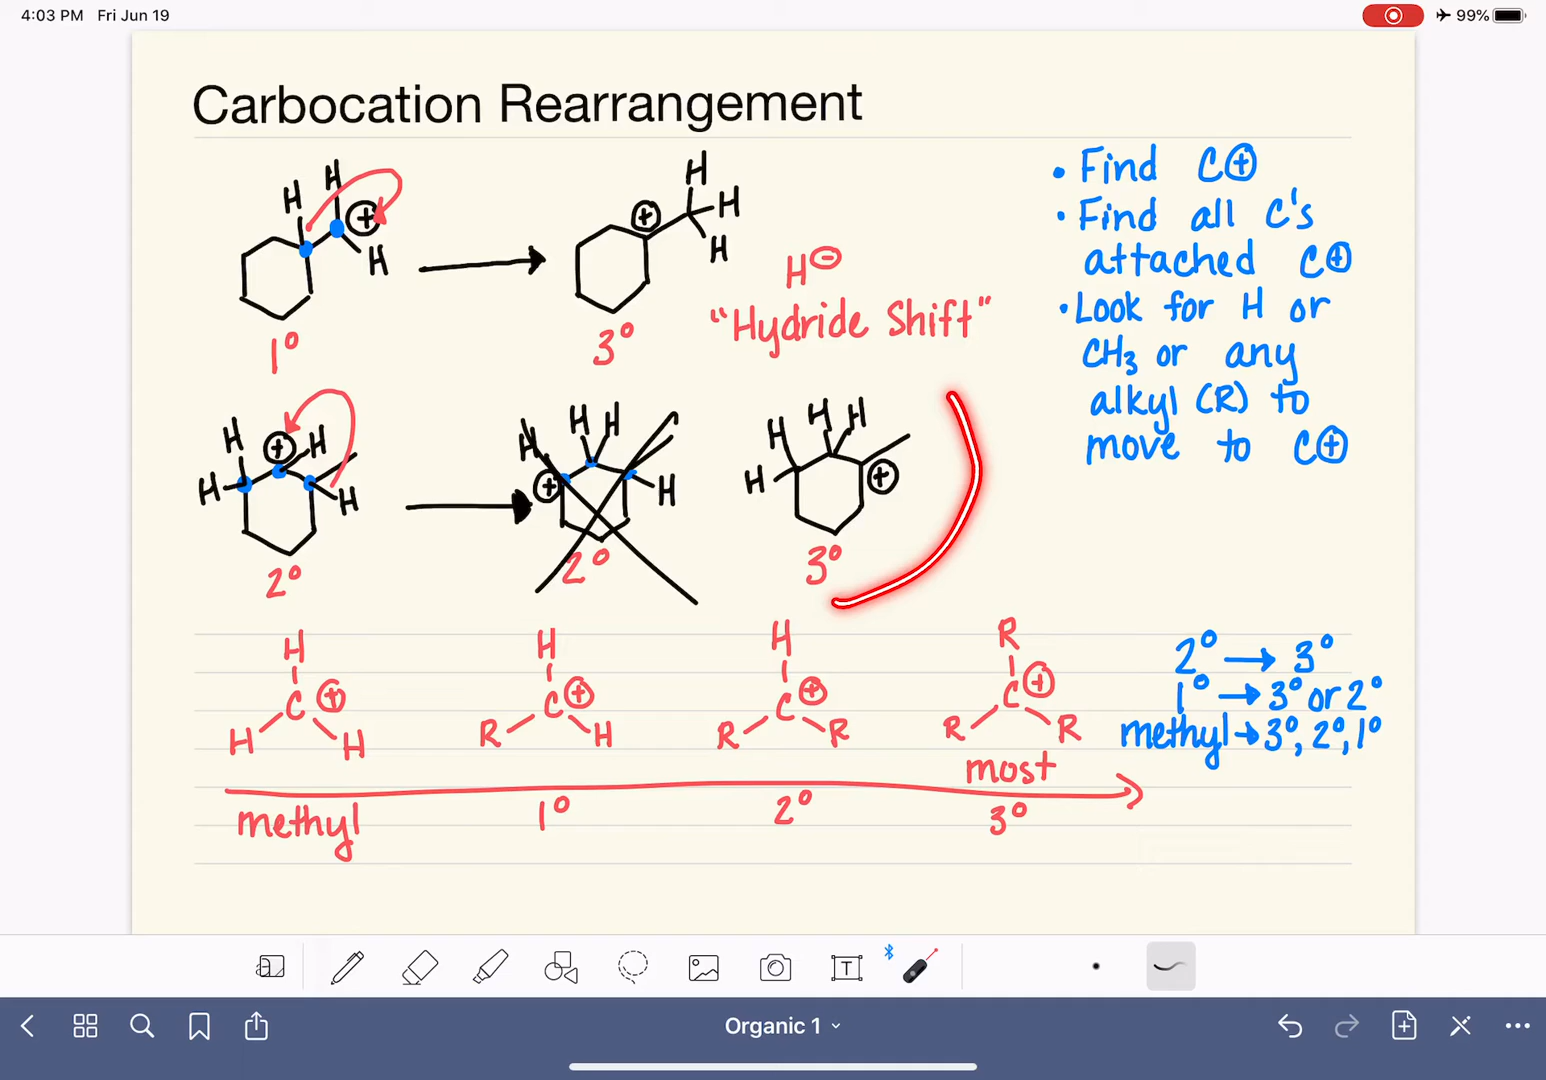 4:03 PM Fri Jun 19
99%
Carbocation Rearrangement
H
H
+
H
1°
H
H
H
+
3°
H⊖
"Hydride Shift"
• Find C⊕
• Find all C's
attached C⊕
• Look for H or
CH₃ or any
alkyl (R) to
move to C⊕
H
H
+
H
H
2°
H
H H
+
H
2°
H
H
H H
+
3°
H
C⊕
H
H
H
C⊕
R
H
H
C⊕
R
R
R
C⊕
R
R
most
methyl
1°
2°
3°
2° → 3°
1° → 3° or 2°
methyl → 3°, 2°, 1°
T
Organic 1